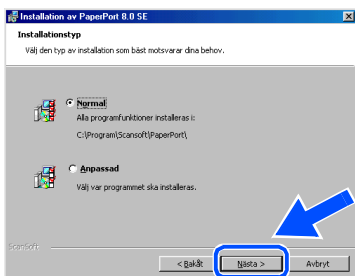 Installation av PaperPort 8.0 SE
Installationstyp
Välj den typ av installation som bäst motsvarar dina behov.
Normal
Alla programfunktioner installeras i:
C:\Program\Scansoft\PaperPort\
Anpassad
Välj var programmet ska installeras.
ScanSoft
< Bakåt
Nästa >
Avbryt